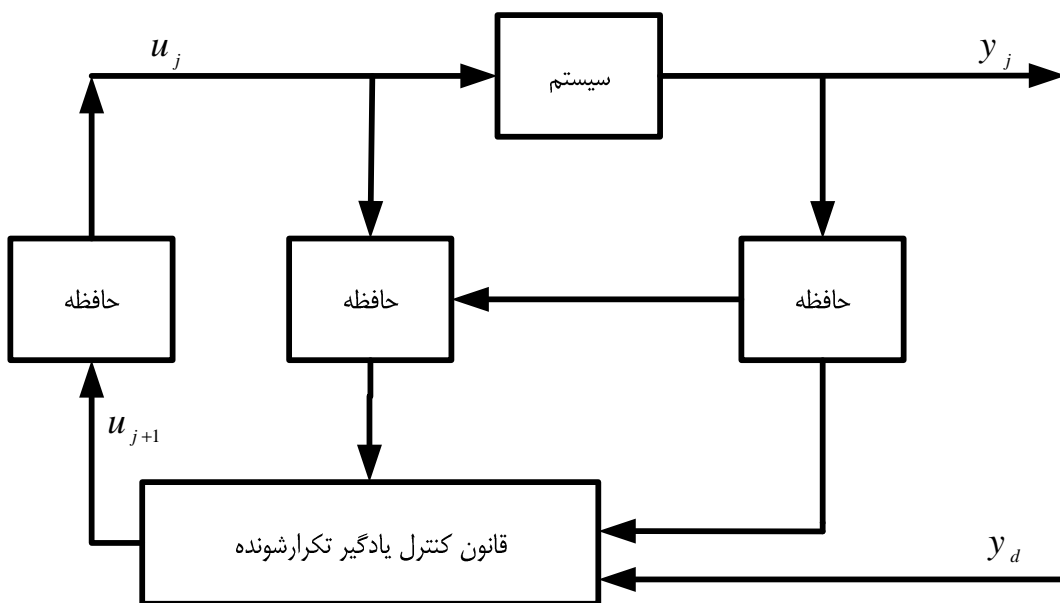 u_j
y_j
سیستم
حافظه
حافظه
حافظه
u_{j+1}
قانون کنترل یادگیر تکرارشونده
y_d